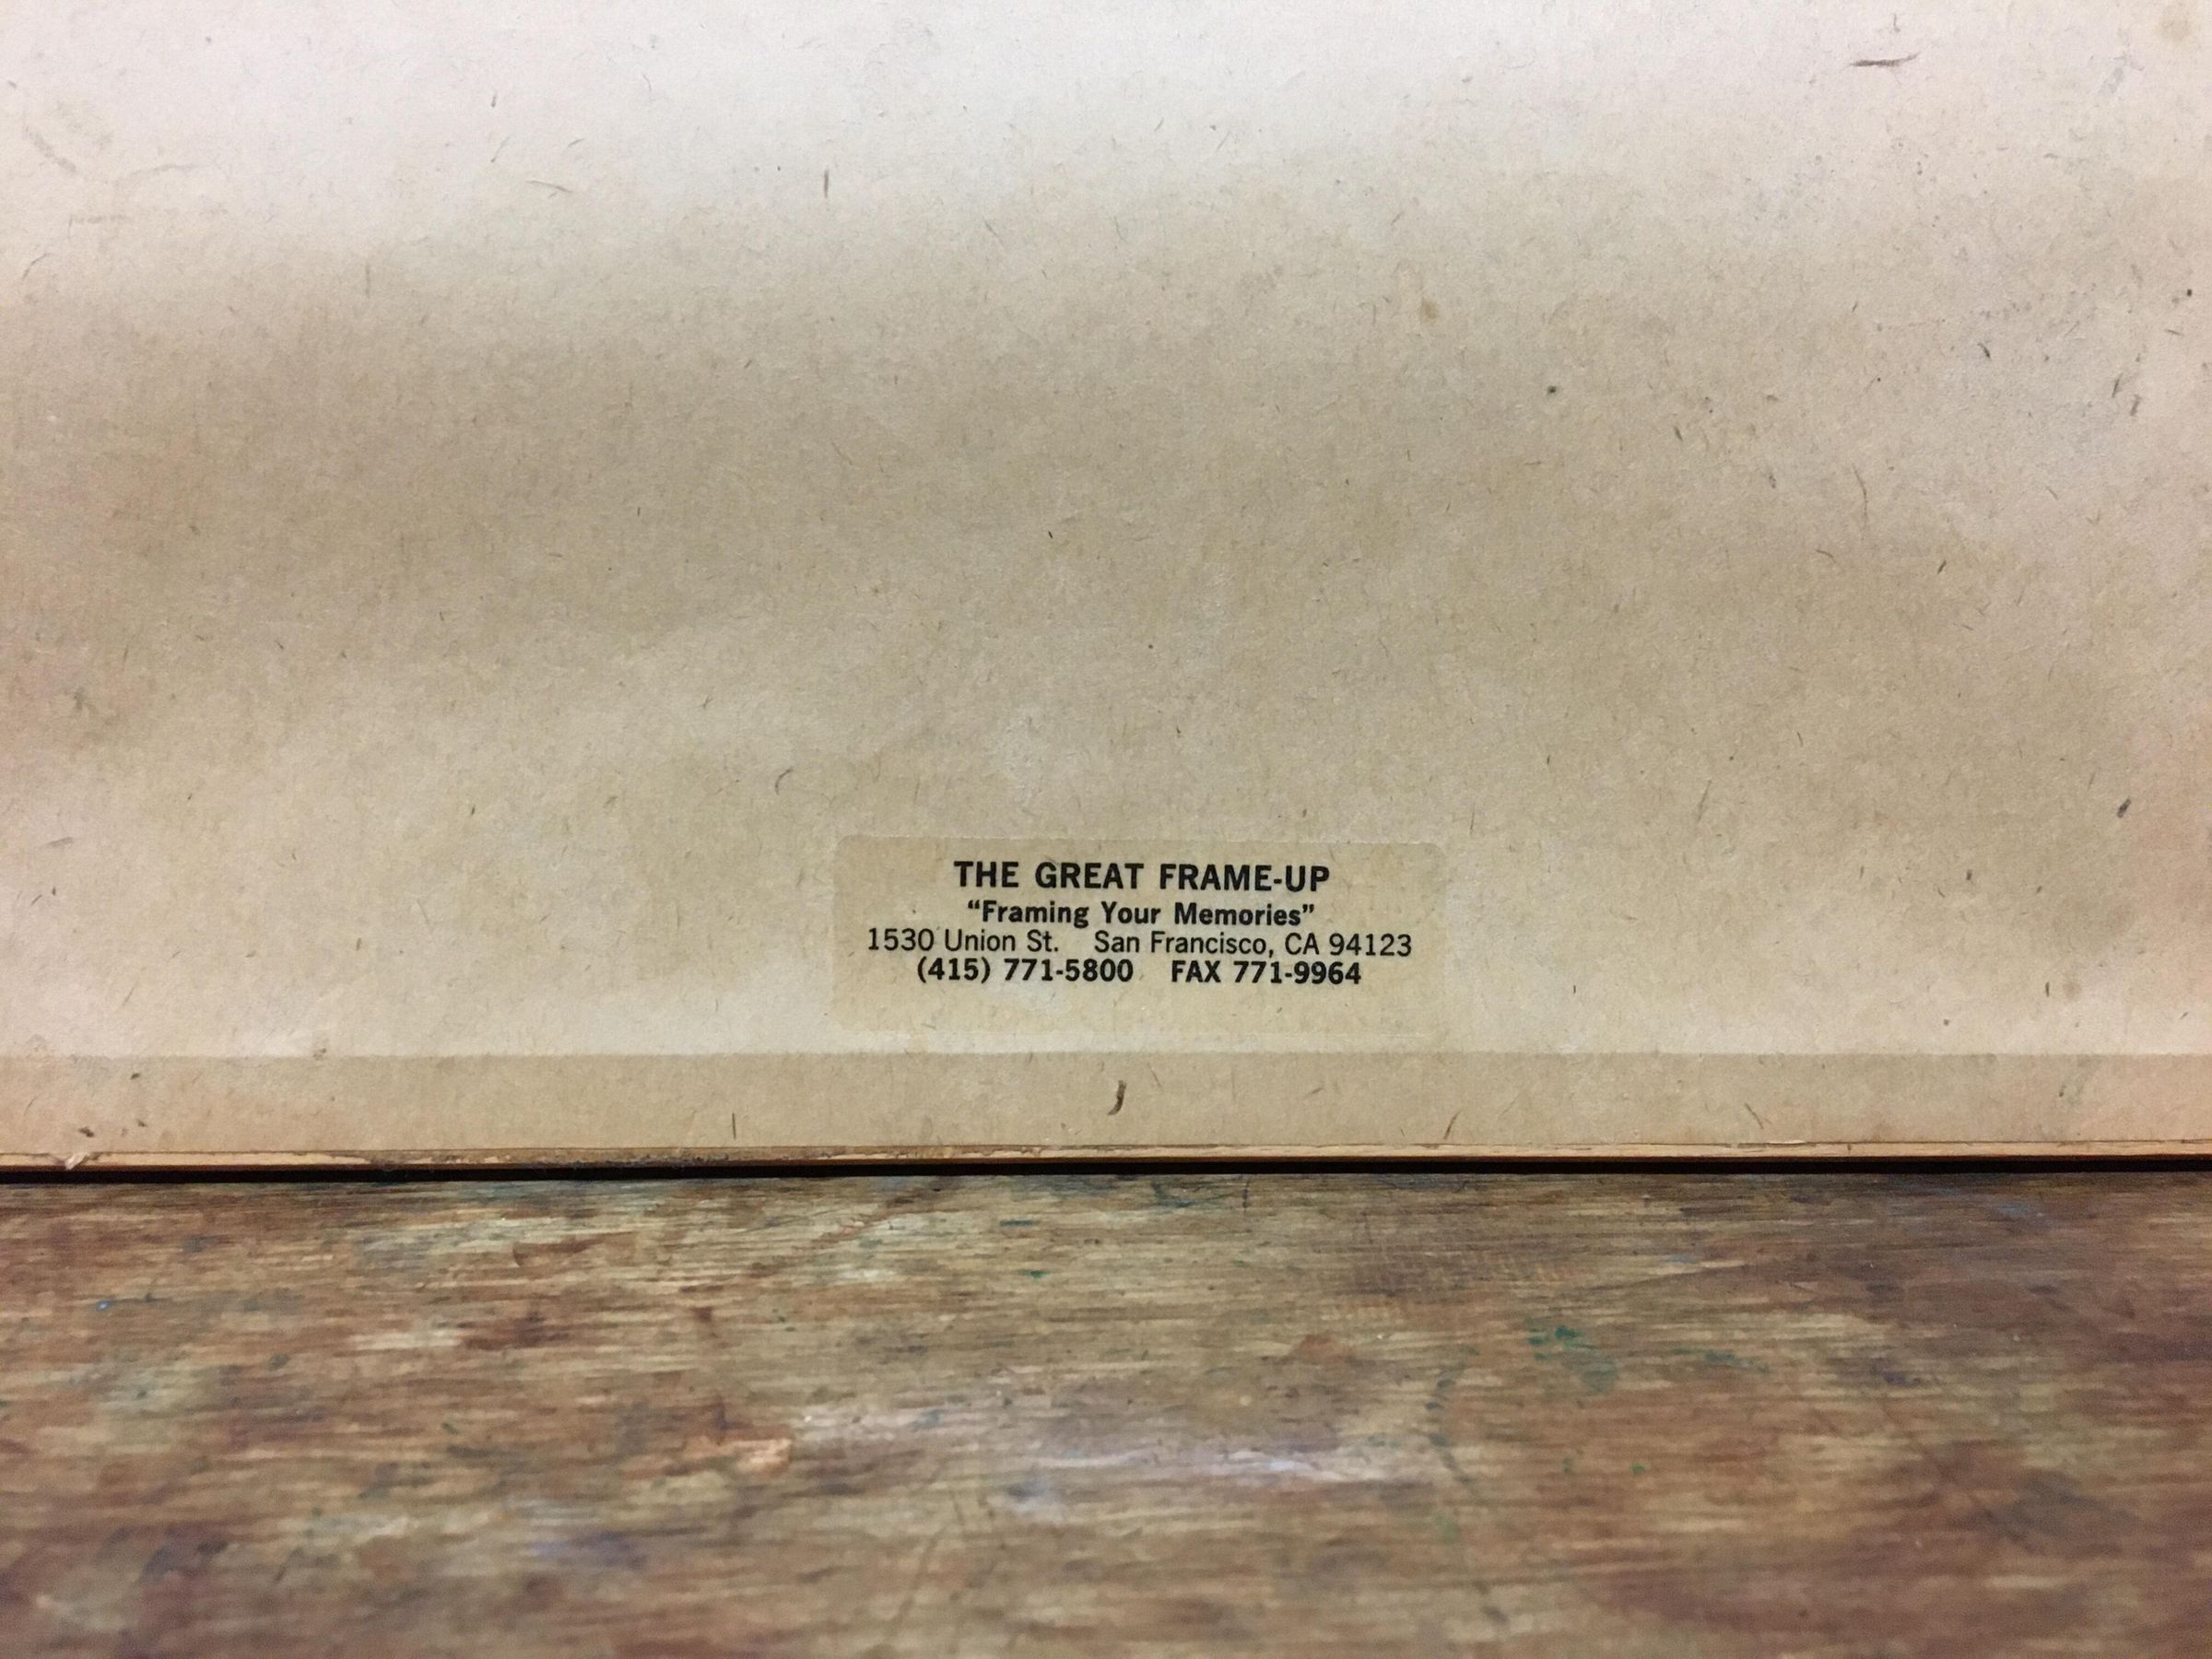 THE GREAT FRAME-UP
“Framing Your Memories”
1530 Union St. San Francisco, CA 94123
(415) 771-5800 FAX 771-9964